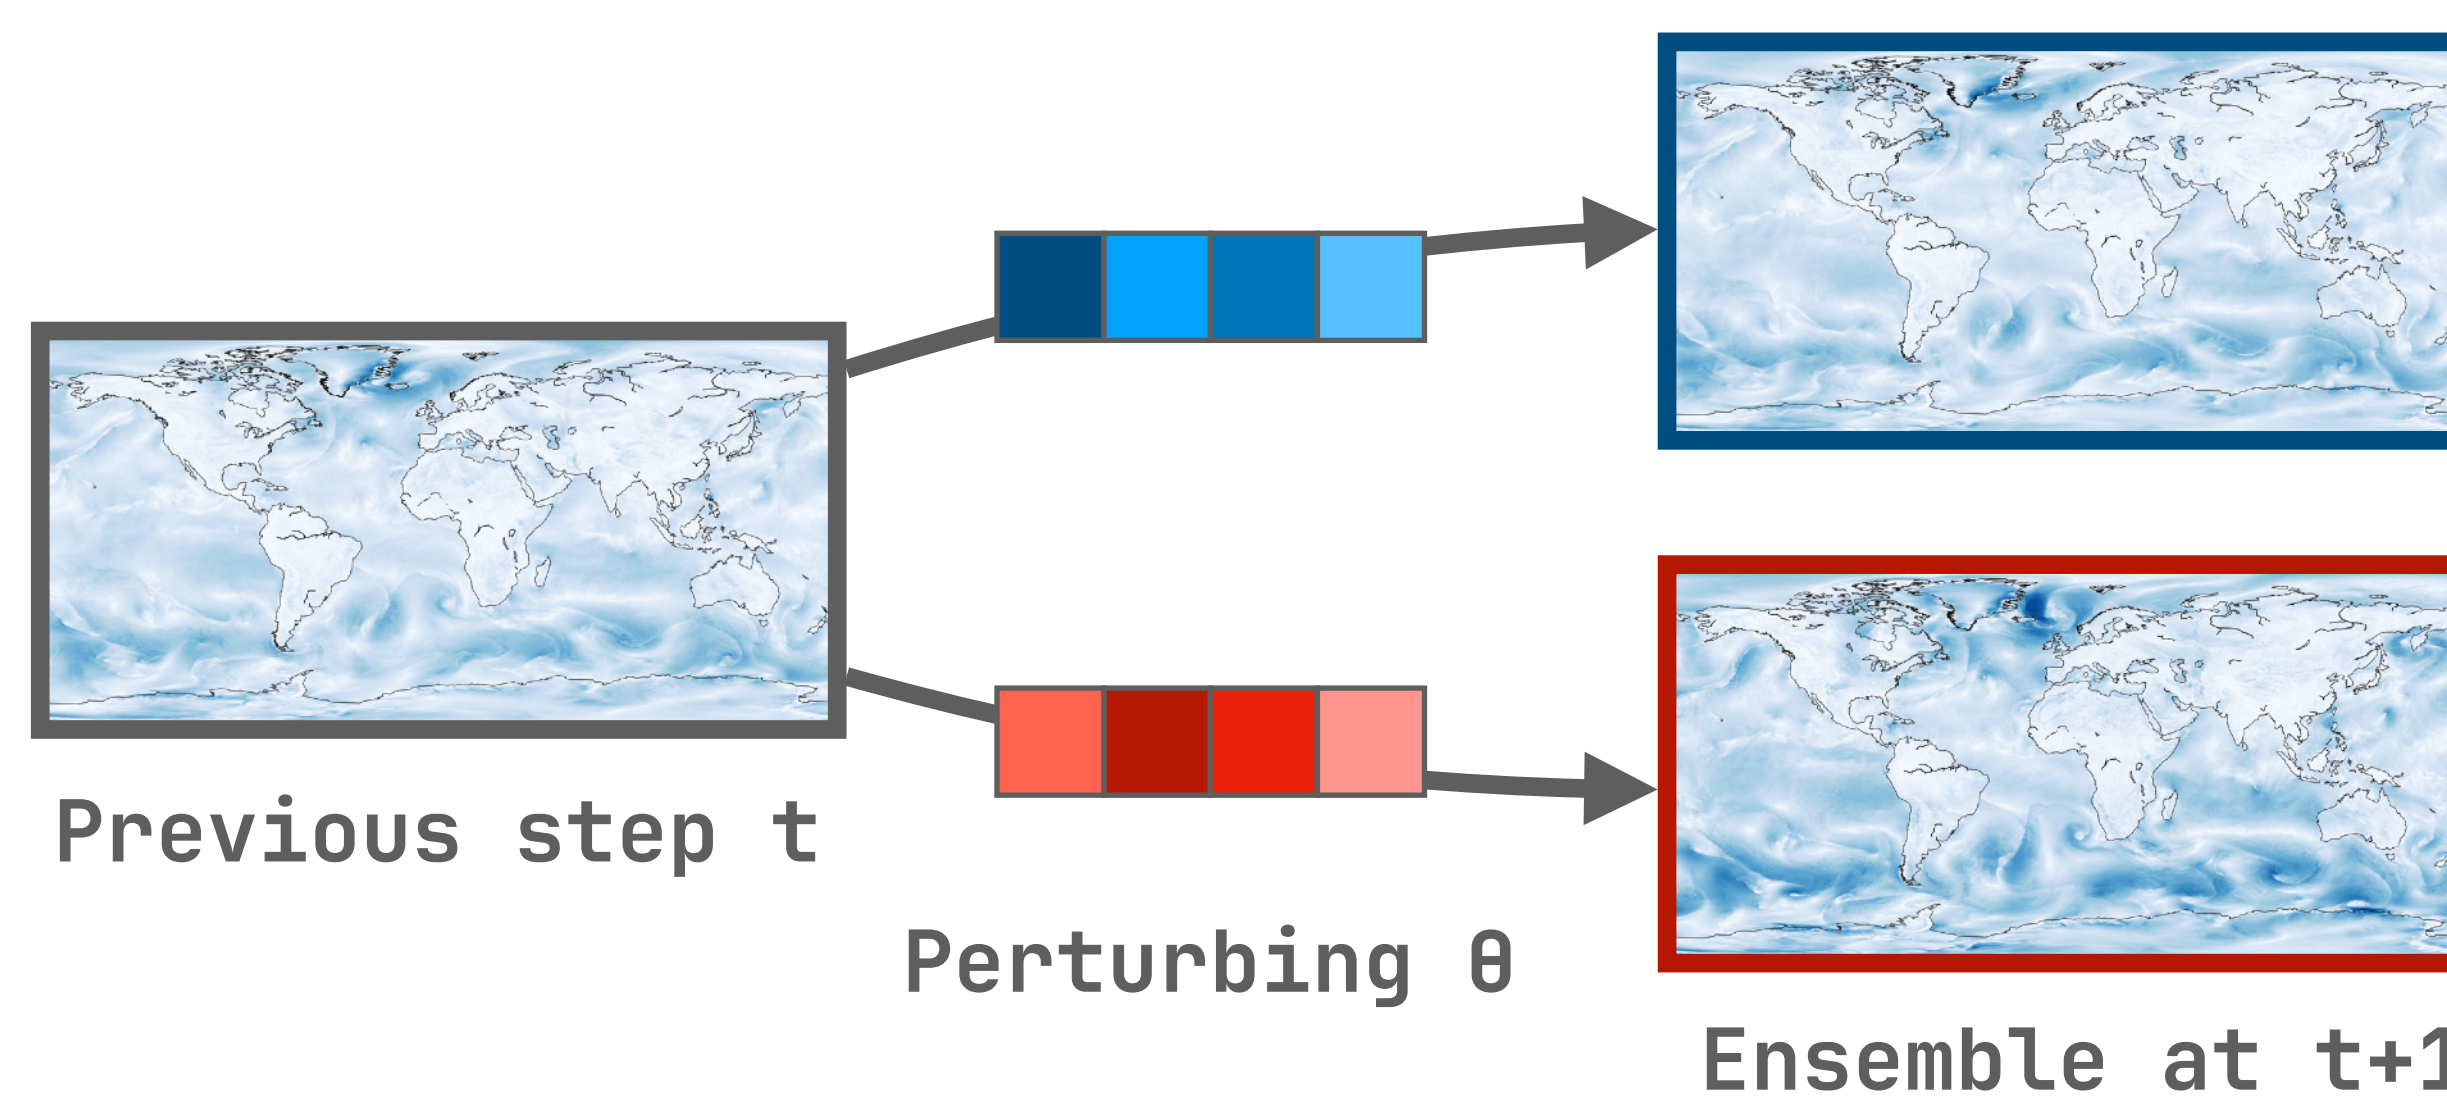 Previous step t
Perturbing θ
Ensemble at t+1